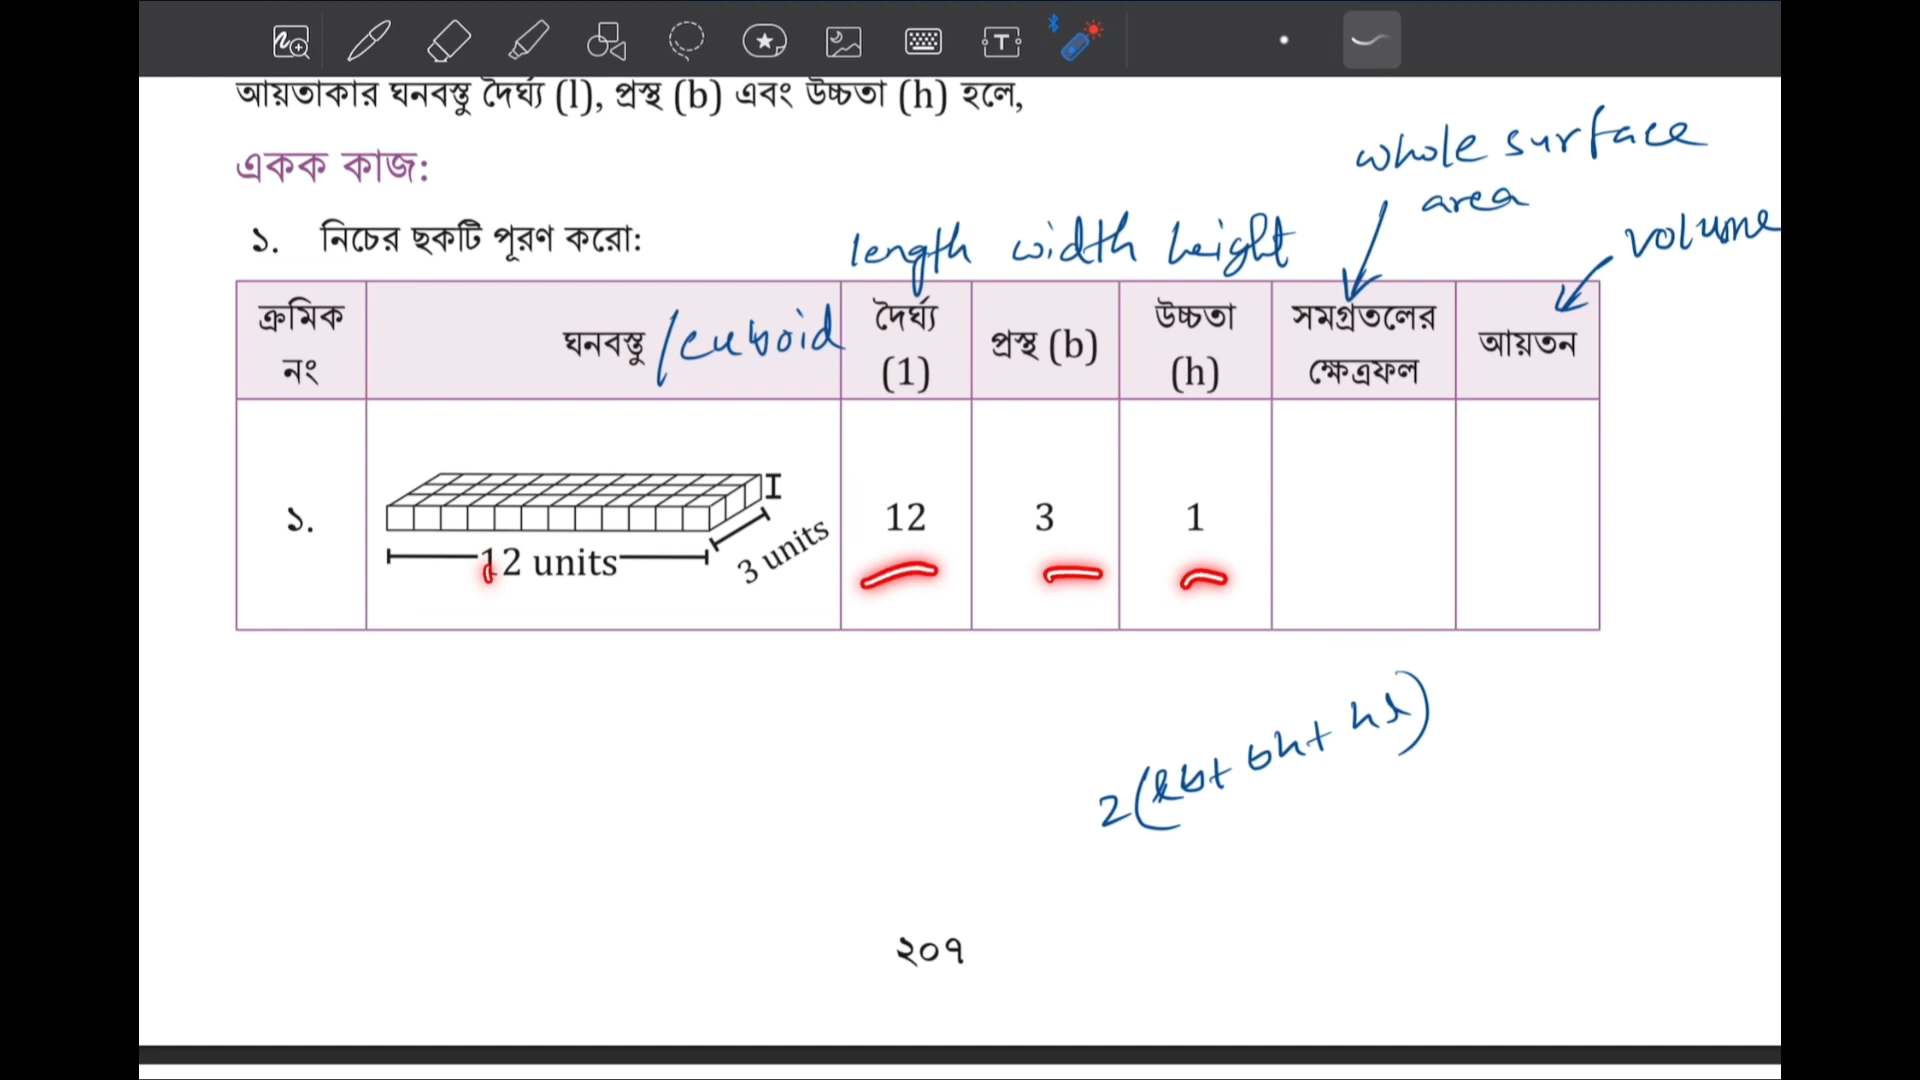 আয়তাকার ঘনবস্তু দৈর্ঘ্য (l), প্রস্থ (b) এবং উচ্চতা (h) হলে,
whole surface
area
একক কাজ:
volume
১. নিচের ছকটি পূরণ করো:
length width height
ক্রমিক নং
ঘনবস্তু /cuboid
দৈর্ঘ্য (1)
প্রস্থ (b)
উচ্চতা (h)
সমগ্রতলের ক্ষেত্রফল
আয়তন
১.
12 units
3 units
12
3
1
2(lb+ bh+ hl)
২০৭